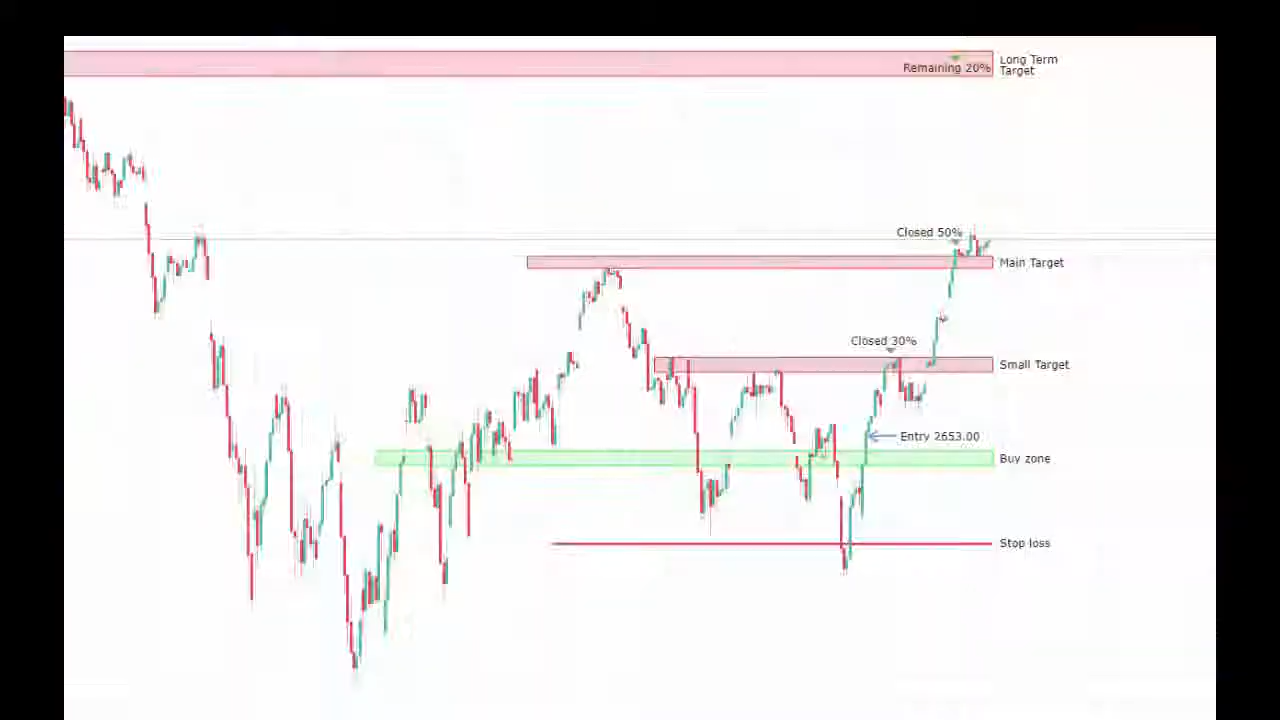 Long Term
Target
Remaining 20%
Closed 50%
Main Target
Closed 30%
Small Target
Entry 2653.00
Buy zone
Stop loss